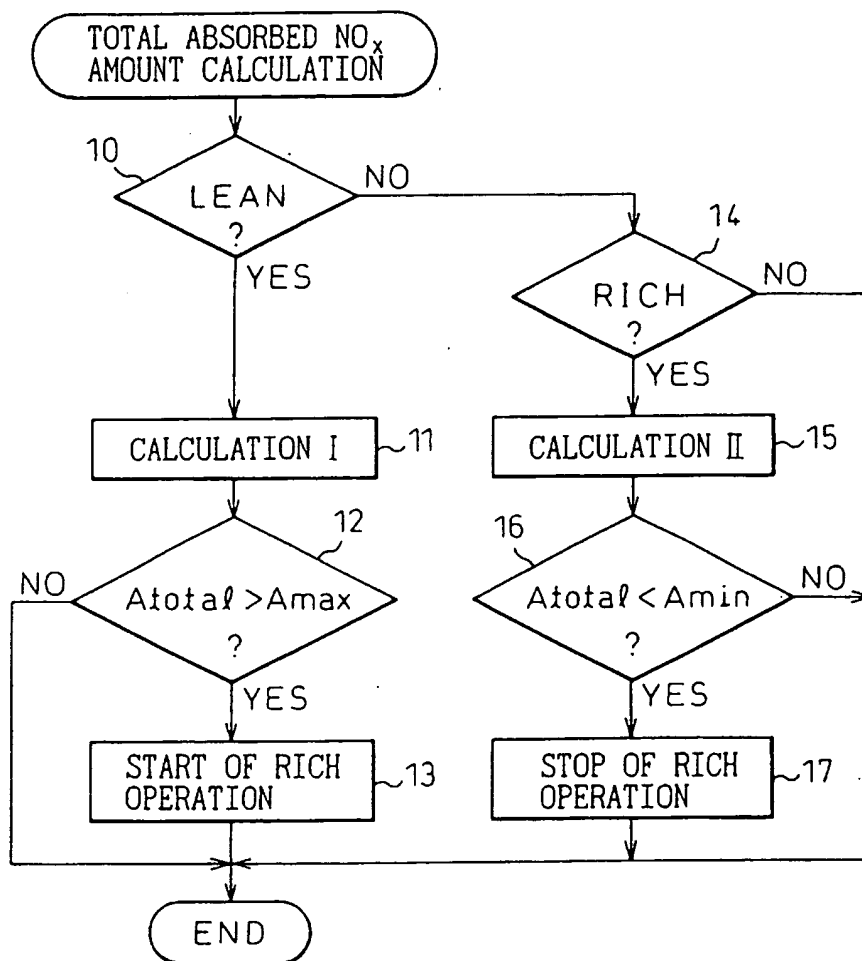 TOTAL ABSORBED NOx
AMOUNT CALCULATION
10
LEAN
?
NO
YES
14
RICH
?
NO
YES
CALCULATION I
11
CALCULATION II
15
12
Atotal>Amax
?
NO
YES
16
Atotal<Amin
?
NO
YES
START OF RICH
OPERATION
13
STOP OF RICH
OPERATION
17
END